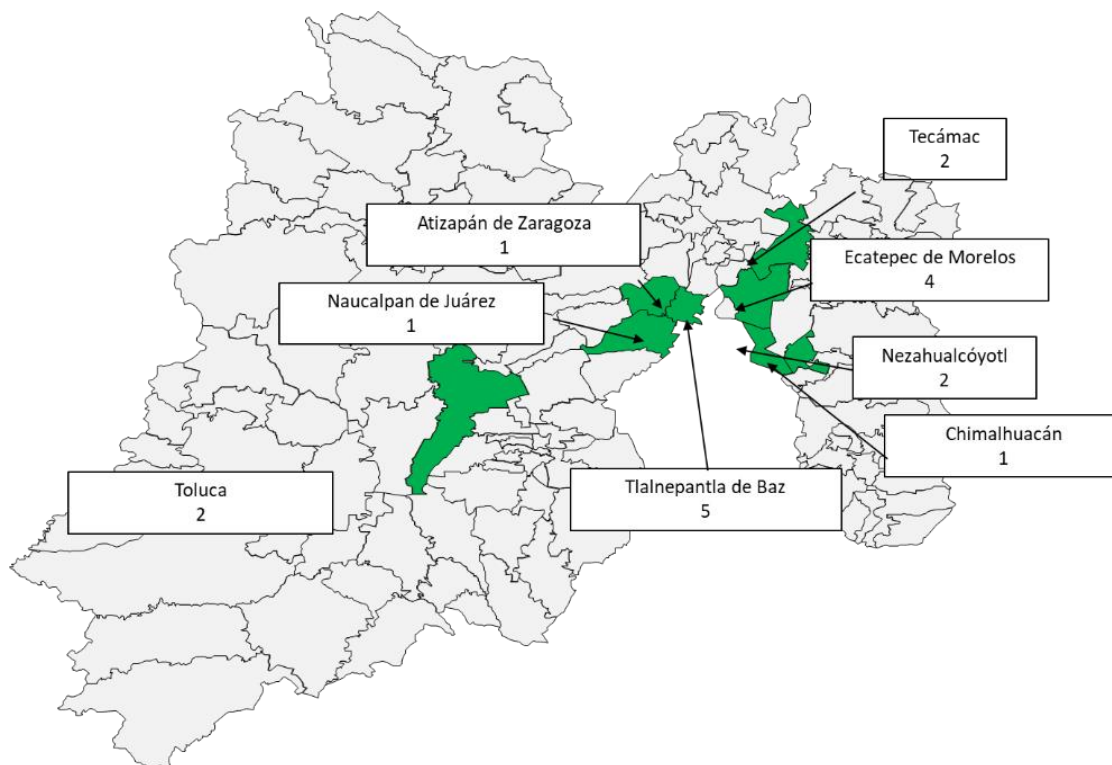 Tecámac
2
Atizapán de Zaragoza
1
Ecatepec de Morelos
4
Naucalpan de Juárez
1
Nezahualcóyotl
2
Chimalhuacán
1
Toluca
2
Tlalnepantla de Baz
5